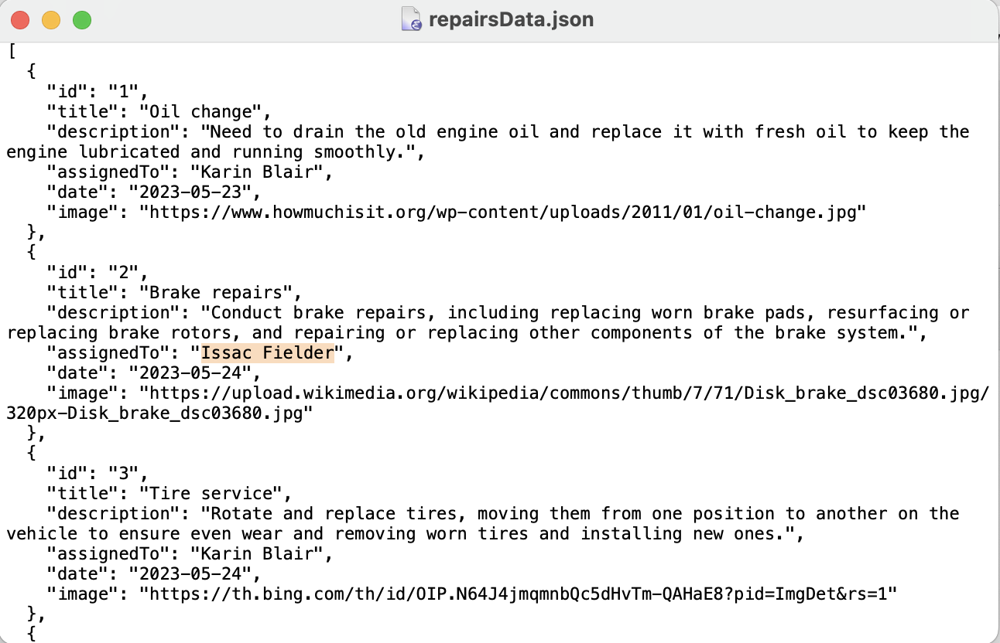 repairsData.json
[
  {
    "id": "1",
    "title": "Oil change",
    "description": "Need to drain the old engine oil and replace it with fresh oil to keep the
engine lubricated and running smoothly.",
    "assignedTo": "Karin Blair",
    "date": "2023-05-23",
    "image": "https://www.howmuchisit.org/wp-content/uploads/2011/01/oil-change.jpg"
  },
  {
    "id": "2",
    "title": "Brake repairs",
    "description": "Conduct brake repairs, including replacing worn brake pads, resurfacing or
replacing brake rotors, and repairing or replacing other components of the brake system.",
    "assignedTo": "Issac Fielder",
    "date": "2023-05-24",
    "image": "https://upload.wikimedia.org/wikipedia/commons/thumb/7/71/Disk_brake_dsc03680.jpg/
320px-Disk_brake_dsc03680.jpg"
  },
  {
    "id": "3",
    "title": "Tire service",
    "description": "Rotate and replace tires, moving them from one position to another on the
vehicle to ensure even wear and removing worn tires and installing new ones.",
    "assignedTo": "Karin Blair",
    "date": "2023-05-24",
    "image": "https://th.bing.com/th/id/OIP.N64J4jmqmnbQc5dHvTm-QAHaE8?pid=ImgDet&rs=1"
  },
  {